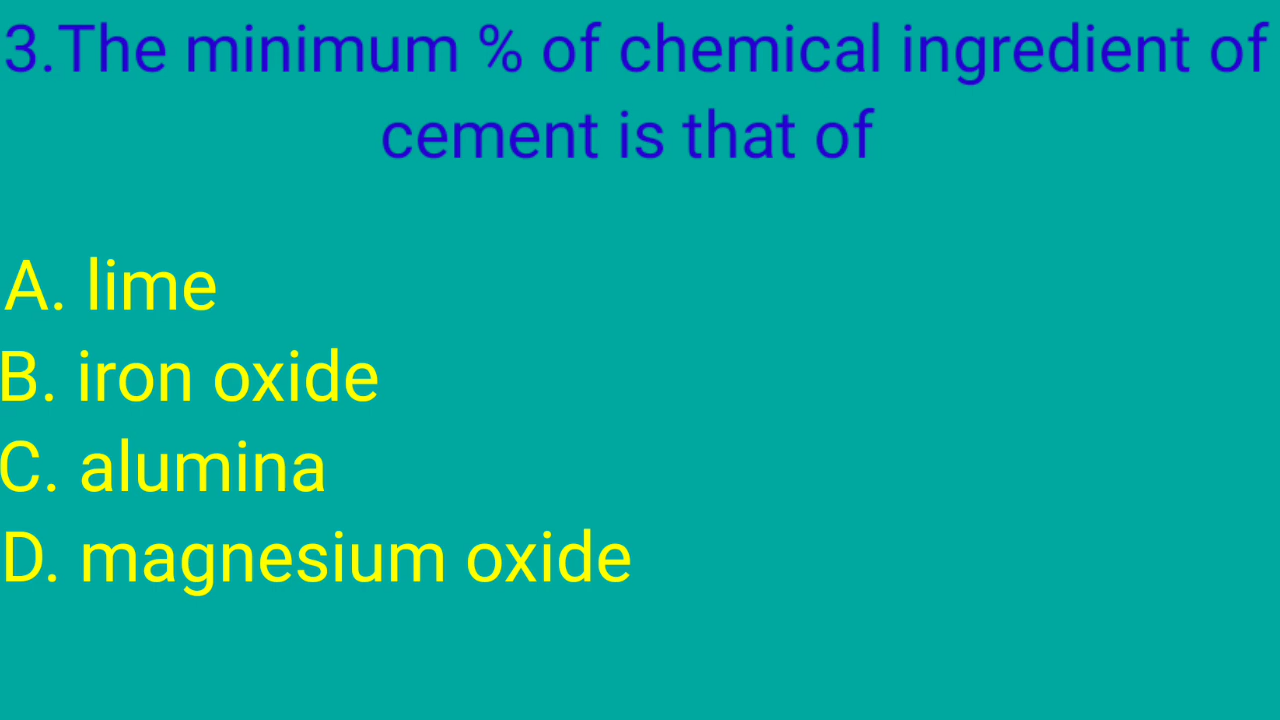 3.The minimum % of chemical ingredient of
cement is that of
A. lime
B. iron oxide
C. alumina
D. magnesium oxide